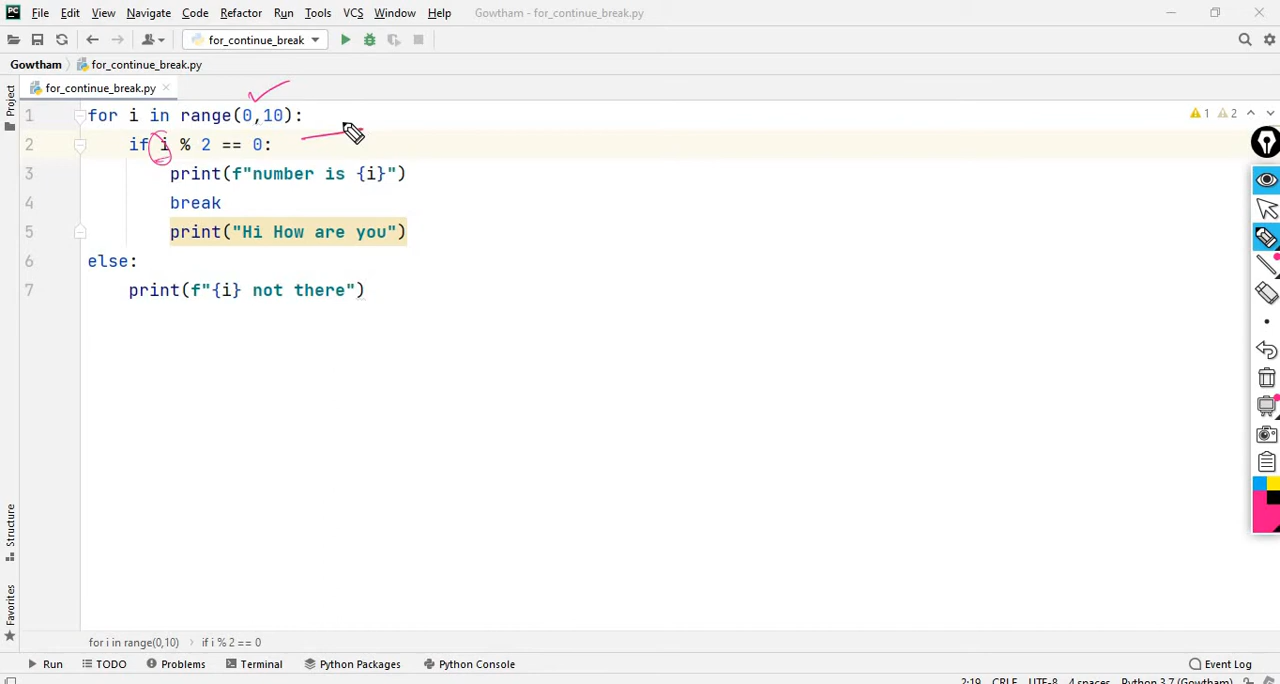 PC File Edit View Navigate Code Refactor Run Tools VCS Window Help Gowtham - for_continue_break.py
for_continue_break
Gowtham for_continue_break.py
for_continue_break.py
Project
1 for i in range(0,10):
1 2
2 if i % 2 == 0:
3 print(f"number is {i}")
4 break
5 print("Hi How are you")
6 else:
7 print(f"{i} not there")
Structure
Favorites
for i in range(0,10) if i % 2 == 0
Run TODO Problems Terminal Python Packages Python Console Event Log
2:19 CRLF UTF-8 4 spaces Python 3.7 (Gowtham)